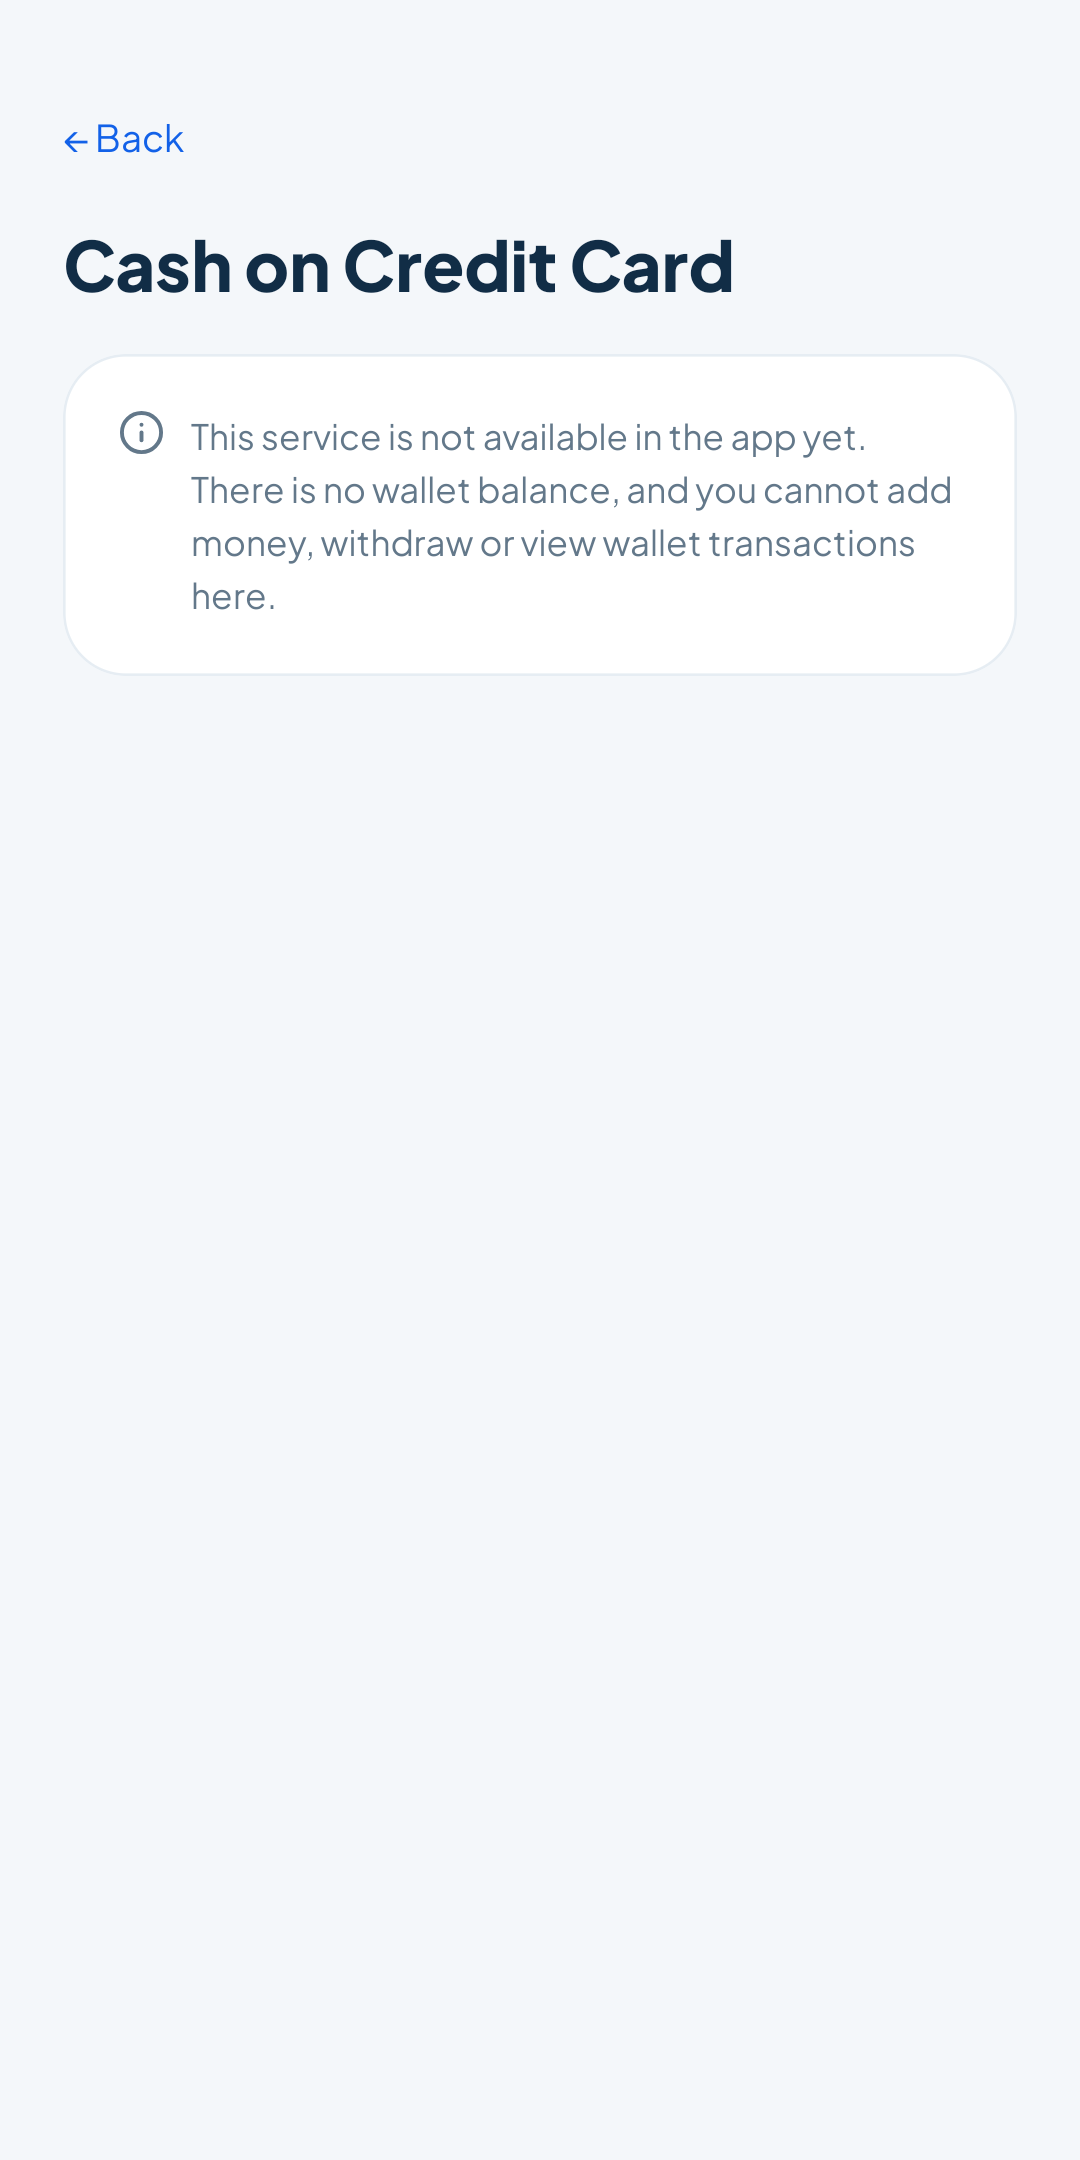 ← Back
Cash on Credit Card
This service is not available in the app yet.
There is no wallet balance, and you cannot add
money, withdraw or view wallet transactions
here.